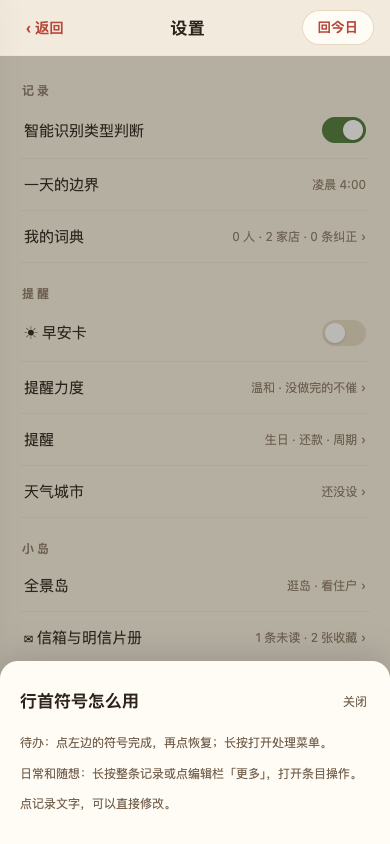 ‹ 返回
设置
回今日
记录
智能识别类型判断
一天的边界
凌晨 4:00
我的词典
0 人 · 2 家店 · 0 条纠正 ›
提醒
☀ 早安卡
提醒力度
温和 · 没做完的不催 ›
提醒
生日 · 还款 · 周期 ›
天气城市
还没设 ›
小岛
全景岛
逛岛 · 看住户 ›
✉ 信箱与明信片册
1 条未读 · 2 张收藏 ›
行首符号怎么用
关闭
待办：点左边的符号完成，再点恢复；长按打开处理菜单。
日常和随想：长按整条记录或点编辑栏「更多」，打开条目操作。
点记录文字，可以直接修改。